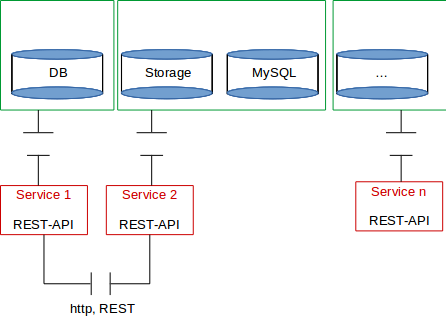 DB
Storage
MySQL
...
Service 1
REST-API
Service 2
REST-API
Service n
REST-API
http, REST